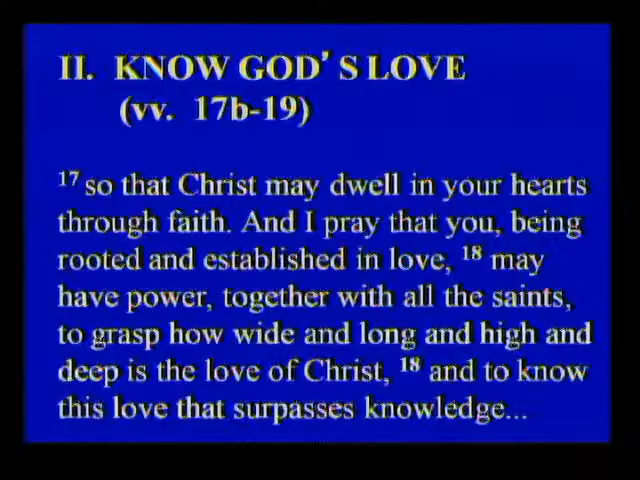 II. KNOW GOD'S LOVE
(vv. 17b-19)
17 so that Christ may dwell in your hearts
through faith. And I pray that you, being
rooted and established in love, 18 may
have power, together with all the saints,
to grasp how wide and long and high and
deep is the love of Christ, 18 and to know
this love that surpasses knowledge...